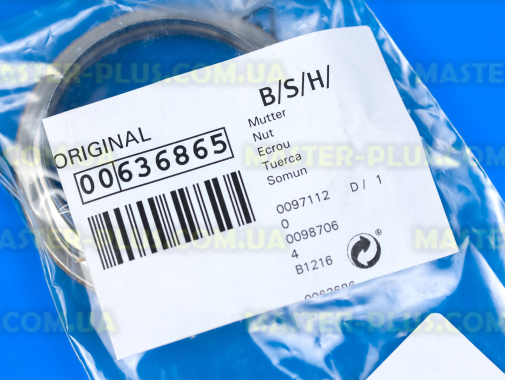 B/S/H/
ORIGINAL
00636865
Mutter
Nut
Ecrou
Tuerca
Somun
0097112 D / 1
0
0098706
4
B1216
MASTER-PLUS.COM.UA